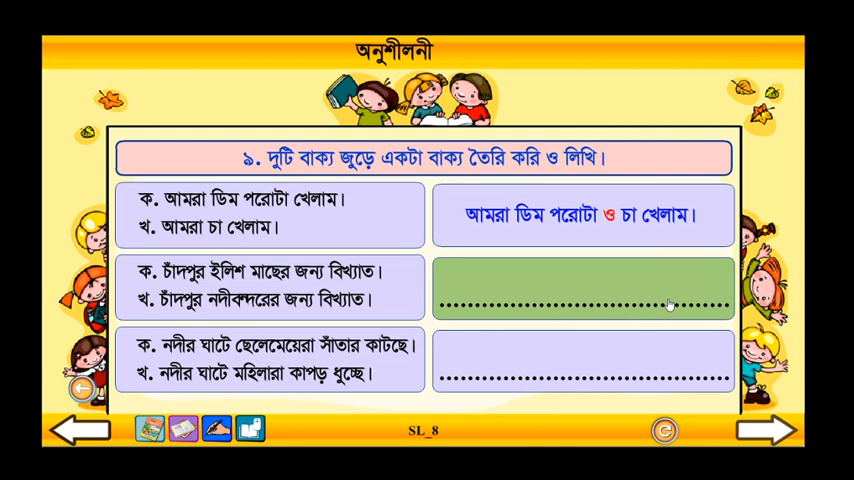 অনুশীলনী
৯. দুটি বাক্য জুড়ে একটা বাক্য তৈরি করি ও লিখি।
ক. আমরা ডিম পরোটা খেলাম।
খ. আমরা চা খেলাম।
আমরা ডিম পরোটা ও চা খেলাম।
ক. চাঁদপুর ইলিশ মাছের জন্য বিখ্যাত।
খ. চাঁদপুর নদীবন্দরের জন্য বিখ্যাত।
ক. নদীর ঘাটে ছেলেমেয়েরা সাঁতার কাটছে।
খ. নদীর ঘাটে মহিলারা কাপড় ধুচ্ছে।
SL_8